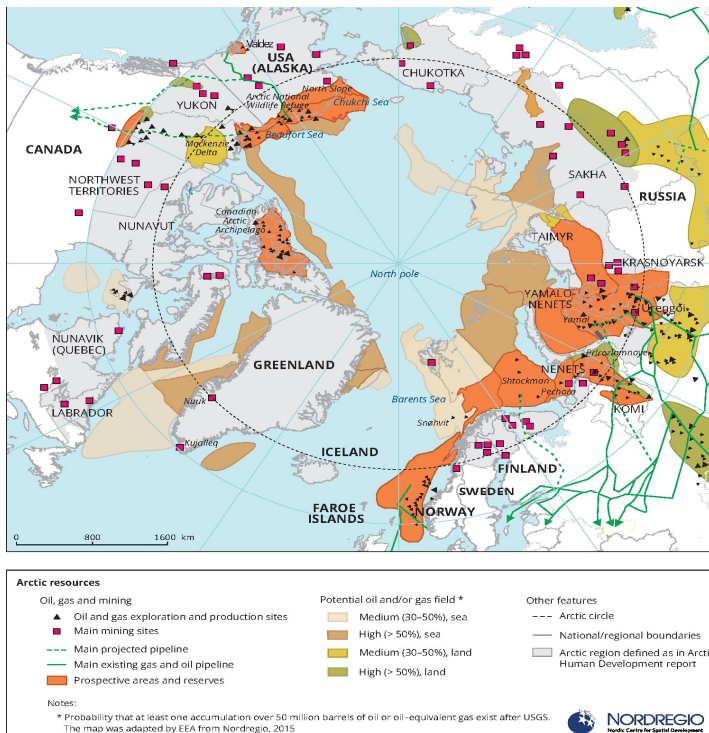 Valdez
USA
(ALASKA)
CHUKOTKA
North Slope
Arctic National
Wildlife Refuge
Chukchi Sea
YUKON
Beaufort Sea
CANADA
Mackenzie
Delta
SAKHA
NORTHWEST
TERRITORIES
RUSSIA
Canadian
Arctic
Archipelago
NUNAVUT
TAIMYR
KRASNOYARSK
North pole
YAMALO-
NENETS
Urengoi
Yamal
NUNAVIK
(QUEBEC)
Prirazlomnaye
GREENLAND
NENETS
Shtockman
Pechora
Barents Sea
Nuuk
KOMI
LABRADOR
Snøhvit
Kujalleq
ICELAND
FINLAND
SWEDEN
FAROE
ISLANDS
NORWAY
0 800 1600 km
Arctic resources
Oil, gas and mining
Oil and gas exploration and production sites
Main mining sites
Main projected pipeline
Main existing gas and oil pipeline
Prospective areas and reserves
Potential oil and/or gas field *
Medium (30–50%), sea
High (> 50%), sea
Medium (30–50%), land
High (> 50%), land
Other features
Arctic circle
National/regional boundaries
Arctic region defined as in Arcti
Human Development report
Notes:
* Probability that at least one accumulation over 50 million barrels of oil or oil–equivalent gas exist after USGS.
The map was adapted by EEA from Nordregio, 2015
NORDREGIO
Nordic Centre for Spatial Development